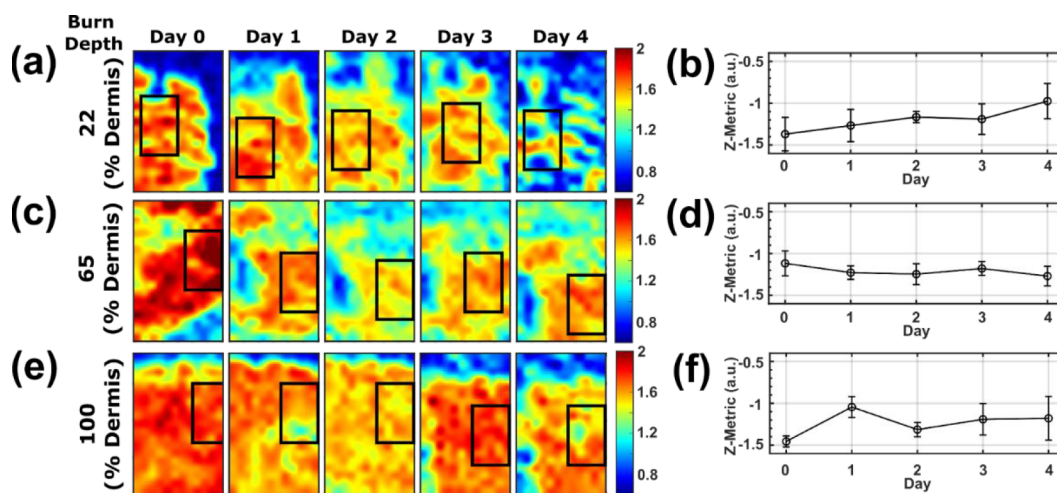 Burn Depth
Day 0 Day 1 Day 2 Day 3 Day 4
(a)
22
(% Dermis)
2
1.6
1.2
0.8
(b)
Z-Metric (a.u.)
-0.5
-1
-1.5
0 1 2 3 4
Day
(c)
65
(% Dermis)
2
1.6
1.2
0.8
(d)
Z-Metric (a.u.)
-0.5
-1
-1.5
0 1 2 3 4
Day
(e)
100
(% Dermis)
2
1.6
1.2
0.8
(f)
Z-Metric (a.u.)
-0.5
-1
-1.5
0 1 2 3 4
Day